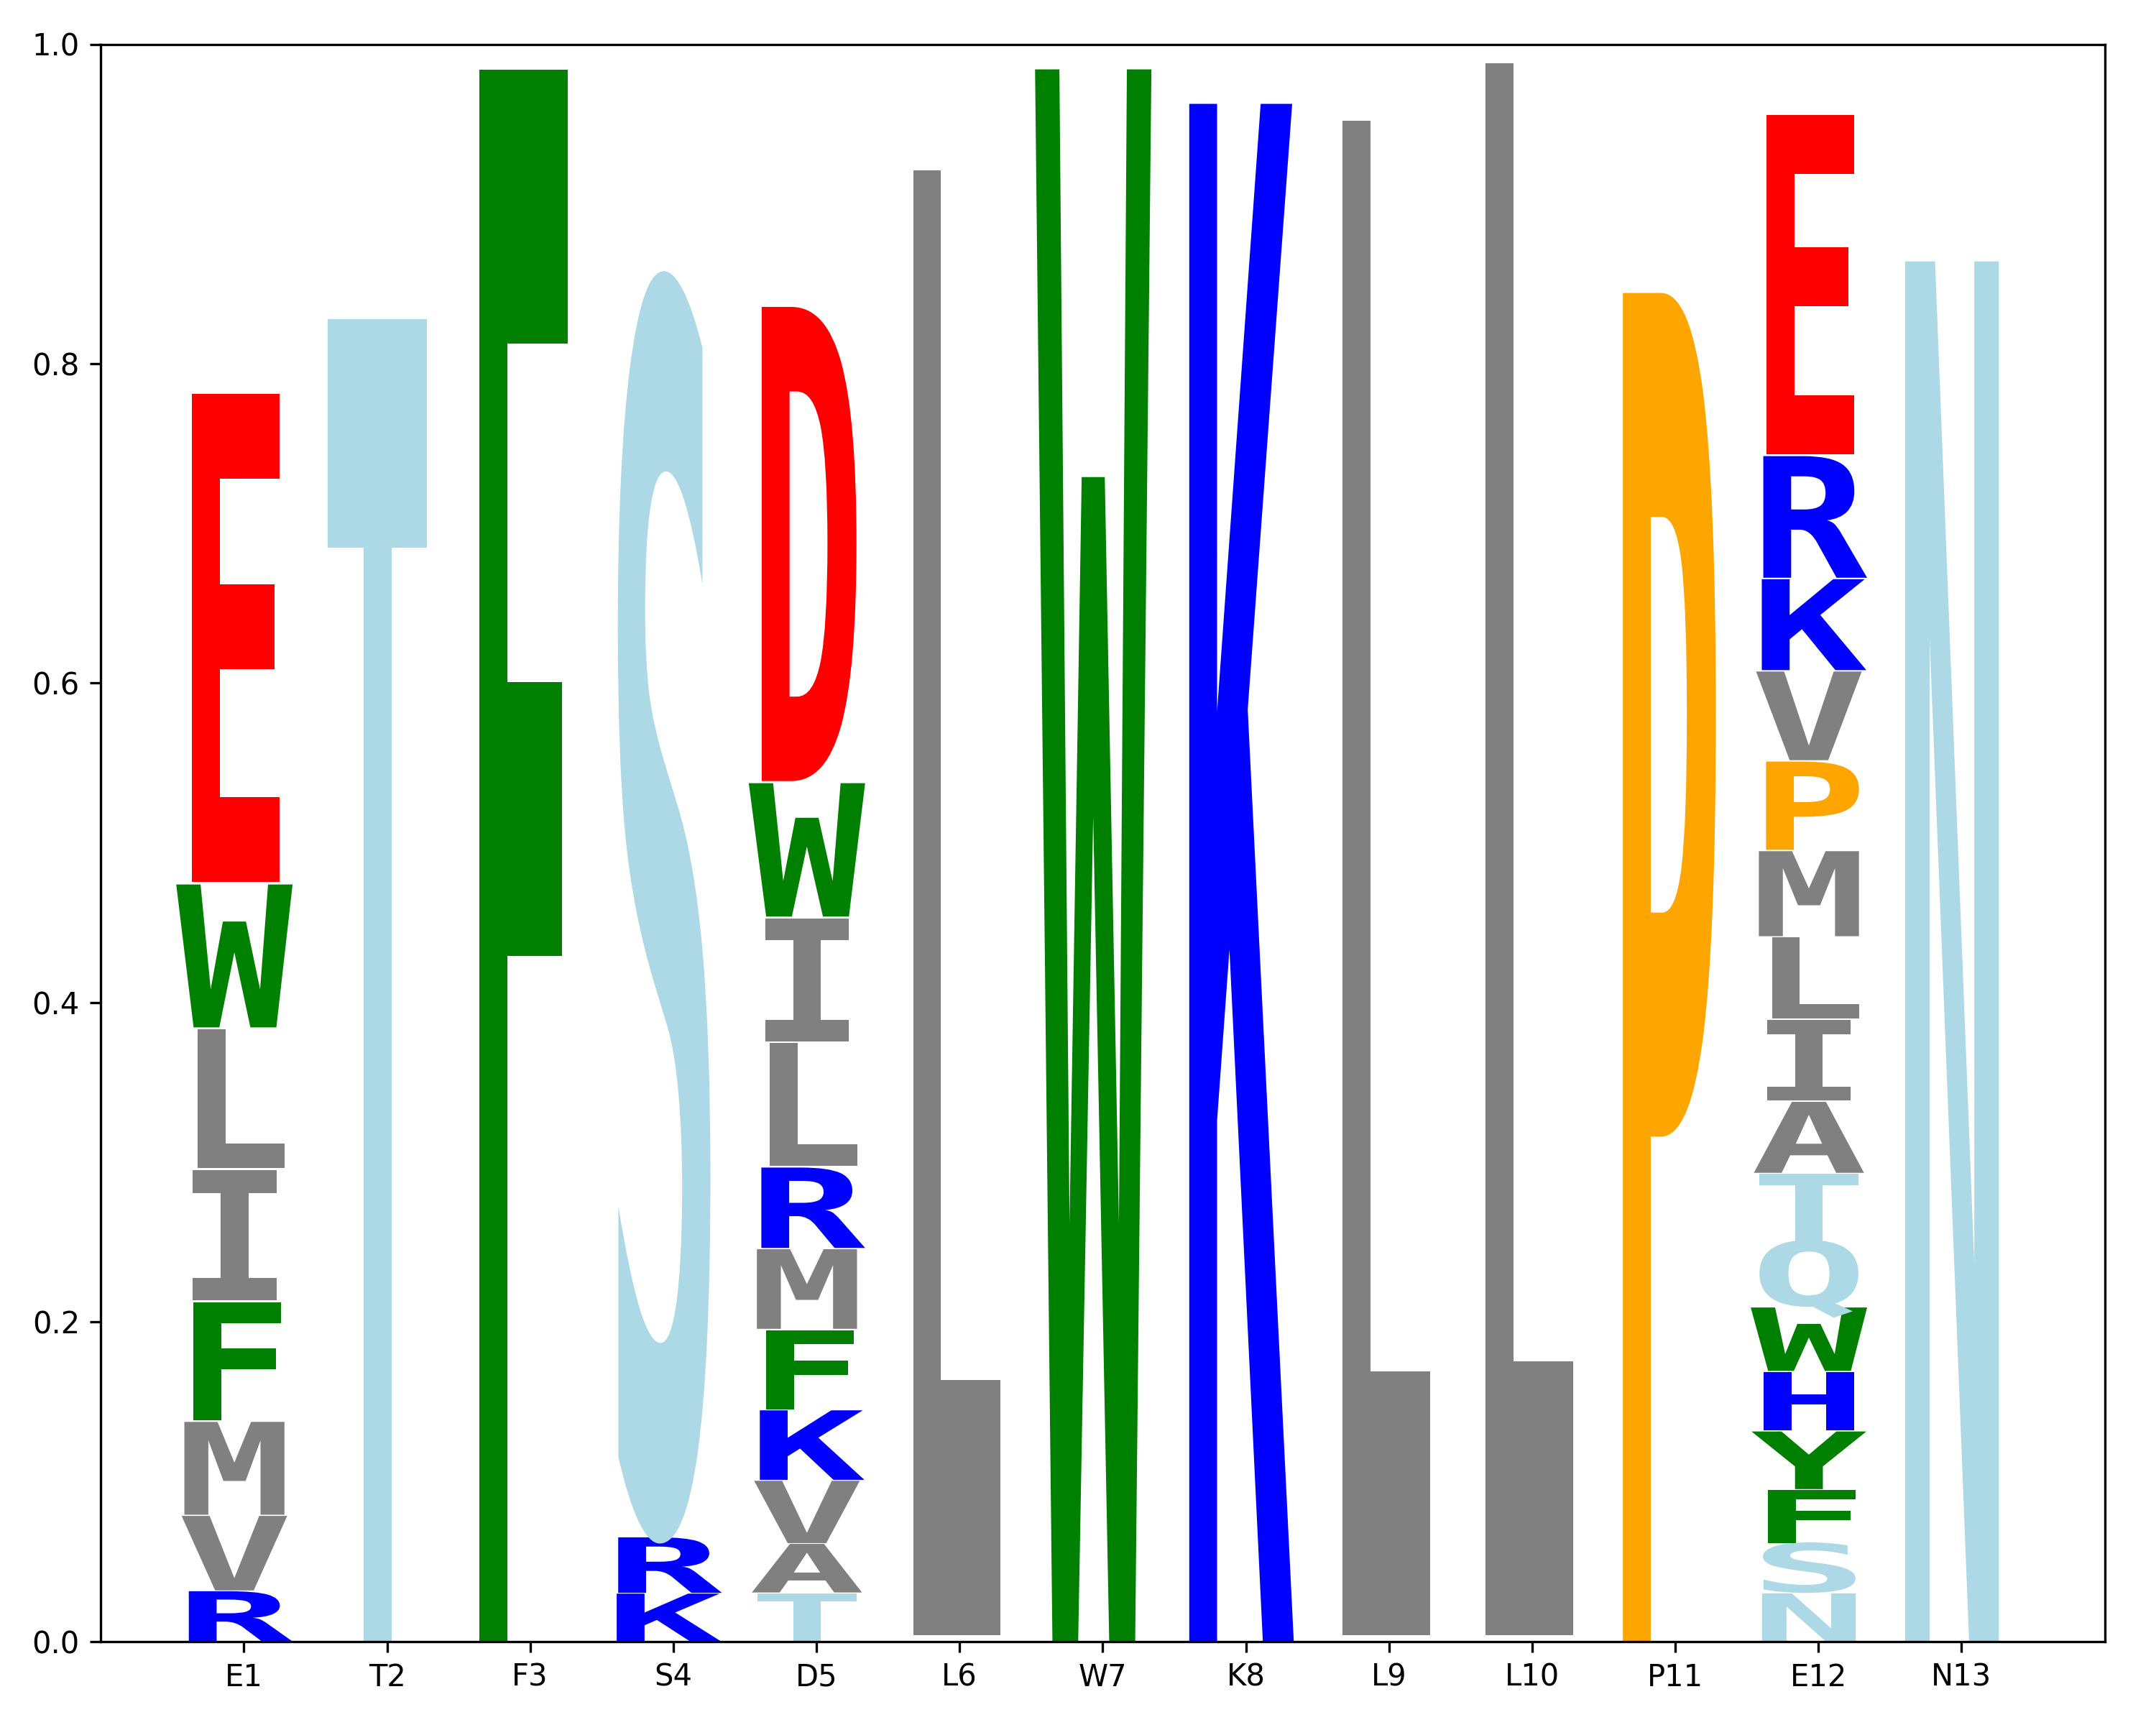 1.0
0.8
0.6
0.4
0.2
0.0
E W L I F M V R
T
F
S R K
D W I L R M F K V A T
L
W
K
L
L
P
E R K V P M L I A T Q W H Y F S N
N
E1 T2 F3 S4 D5 L6 W7 K8 L9 L10 P11 E12 N13